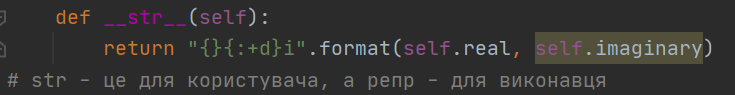 def __str__(self):
return "{}{:+d}i".format(self.real, self.imaginary)
# str - це для користувача, а репр - для виконавця